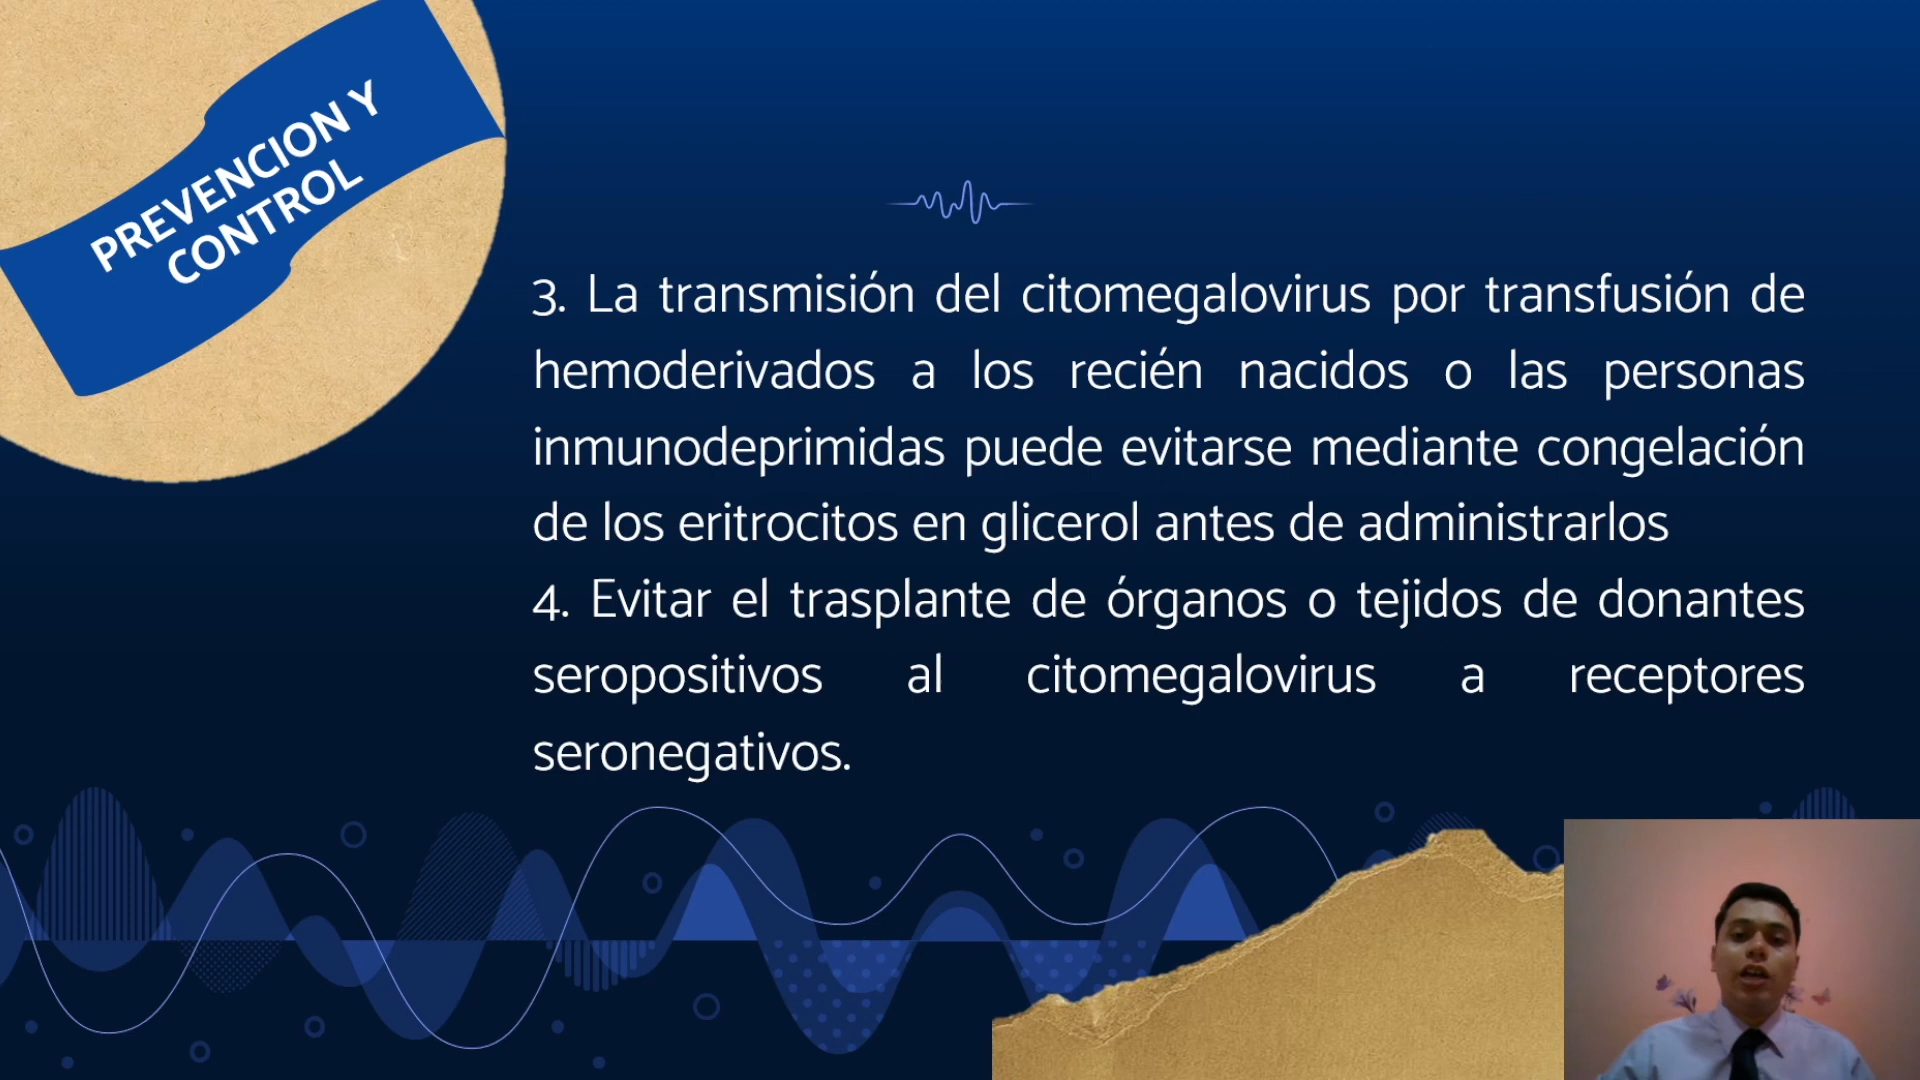 PREVENCION Y
CONTROL
3. La transmisión del citomegalovirus por transfusión de
hemoderivados a los recién nacidos o las personas
inmunodeprimidas puede evitarse mediante congelación
de los eritrocitos en glicerol antes de administrarlos
4. Evitar el trasplante de órganos o tejidos de donantes
seropositivos al citomegalovirus a receptores
seronegativos.